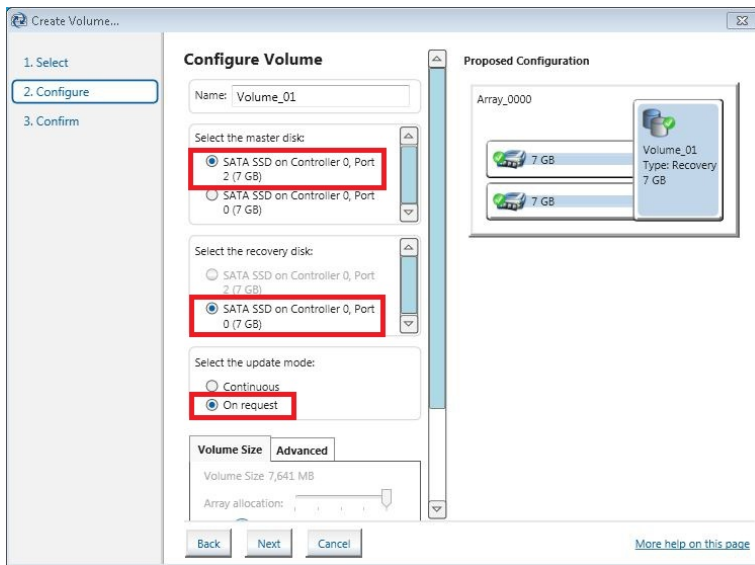 Create Volume...
1. Select
2. Configure
3. Confirm
Configure Volume
Name: Volume_01
Select the master disk:
SATA SSD on Controller 0, Port
2 (7 GB)
SATA SSD on Controller 0, Port
0 (7 GB)
Select the recovery disk:
SATA SSD on Controller 0, Port
2 (7 GB)
SATA SSD on Controller 0, Port
0 (7 GB)
Select the update mode:
Continuous
On request
Volume Size Advanced
Volume Size 7,641 MB
Array allocation:
Back Next Cancel
Proposed Configuration
Array_0000
7 GB
7 GB
Volume_01
Type: Recovery
7 GB
More help on this page